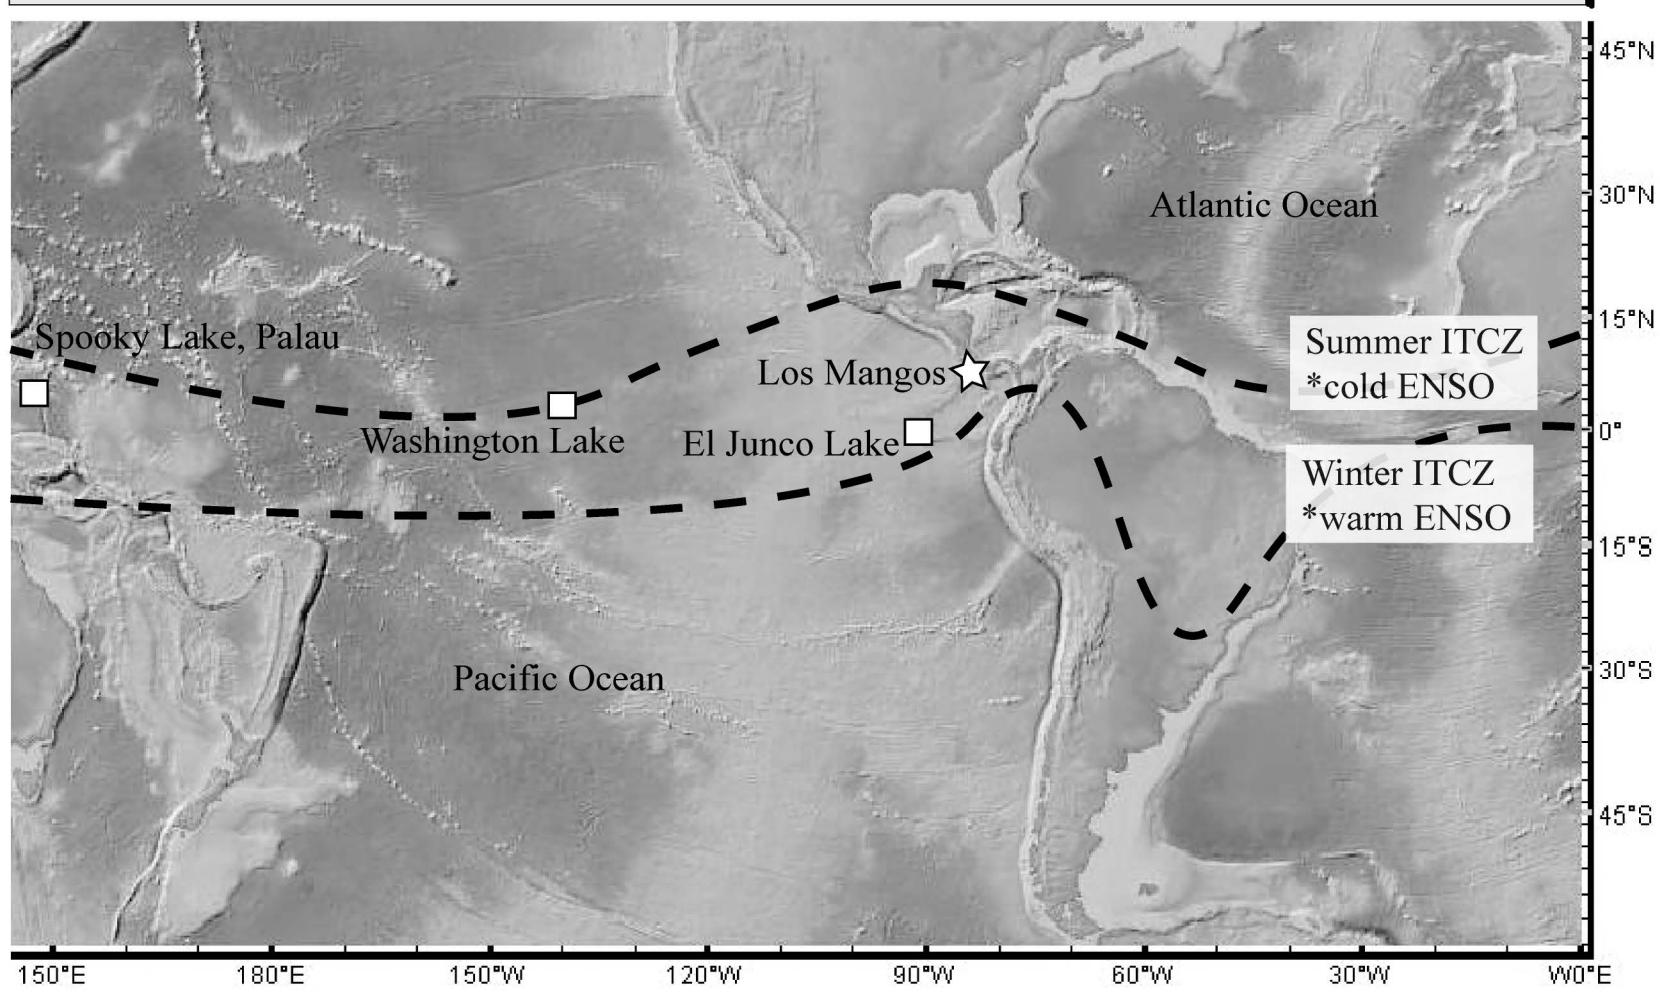 45°N
30°N
Atlantic Ocean
15°N
Spooky Lake, Palau
Summer ITCZ
*cold ENSO
Los Mangos
0°
Washington Lake
El Junco Lake
Winter ITCZ
*warm ENSO
15°S
30°S
Pacific Ocean
45°S
150°E 180°E 150°W 120°W 90°W 60°W 30°W W0°E